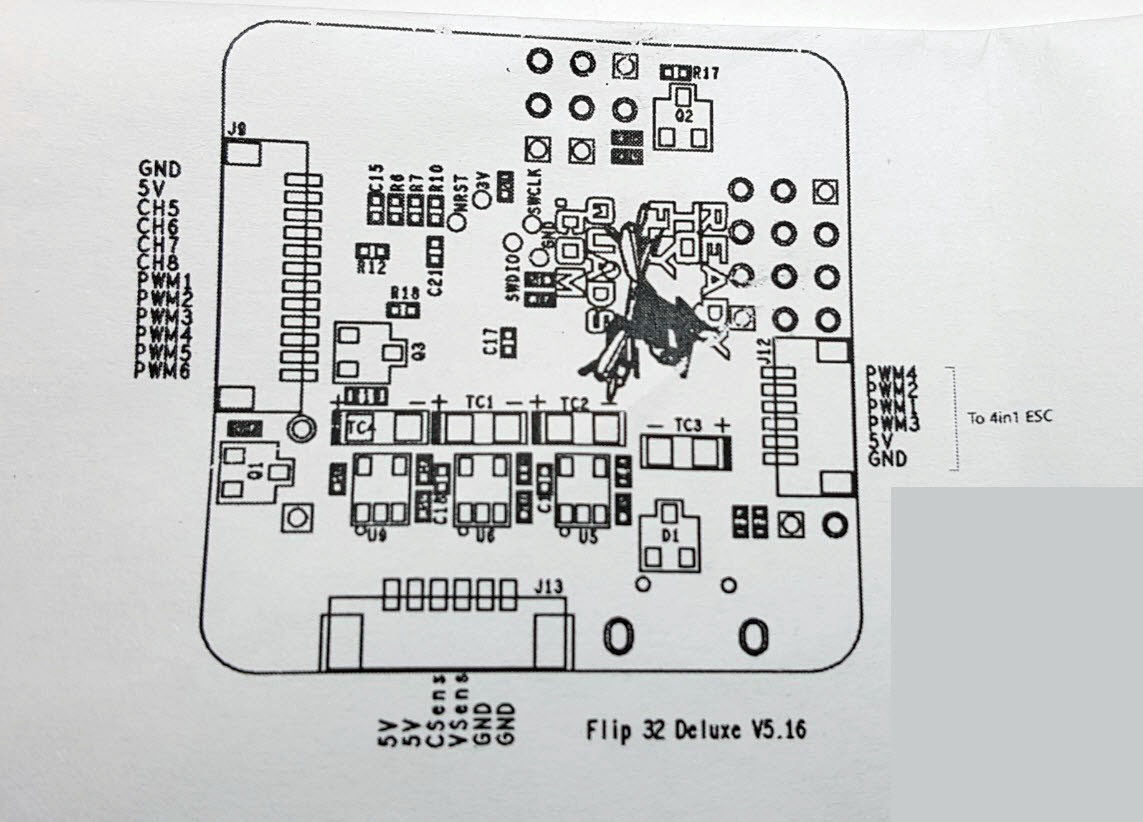 J9
R17
Q2
GND
5V
CH5
CH6
CH7
CH8
PWM1
PWM2
PWM3
PWM4
PWM5
PWM6
C15
R6
R7
R10
NRST
3V
SWCLK
GND
SWDIO
R12
C21
R18
Q3
C17
READY
TO
FLY
QUADS
.COM
J12
PWM4
PWM2
PWM1
PWM3
5V
GND
To 4in1 ESC
+ TC4 -
+ TC1 -
+ TC2 -
- TC3 +
Q1
U9
U6
U5
D1
J13
5V
5V
CSens
VSens
GND
GND
Flip 32 Deluxe V5.16